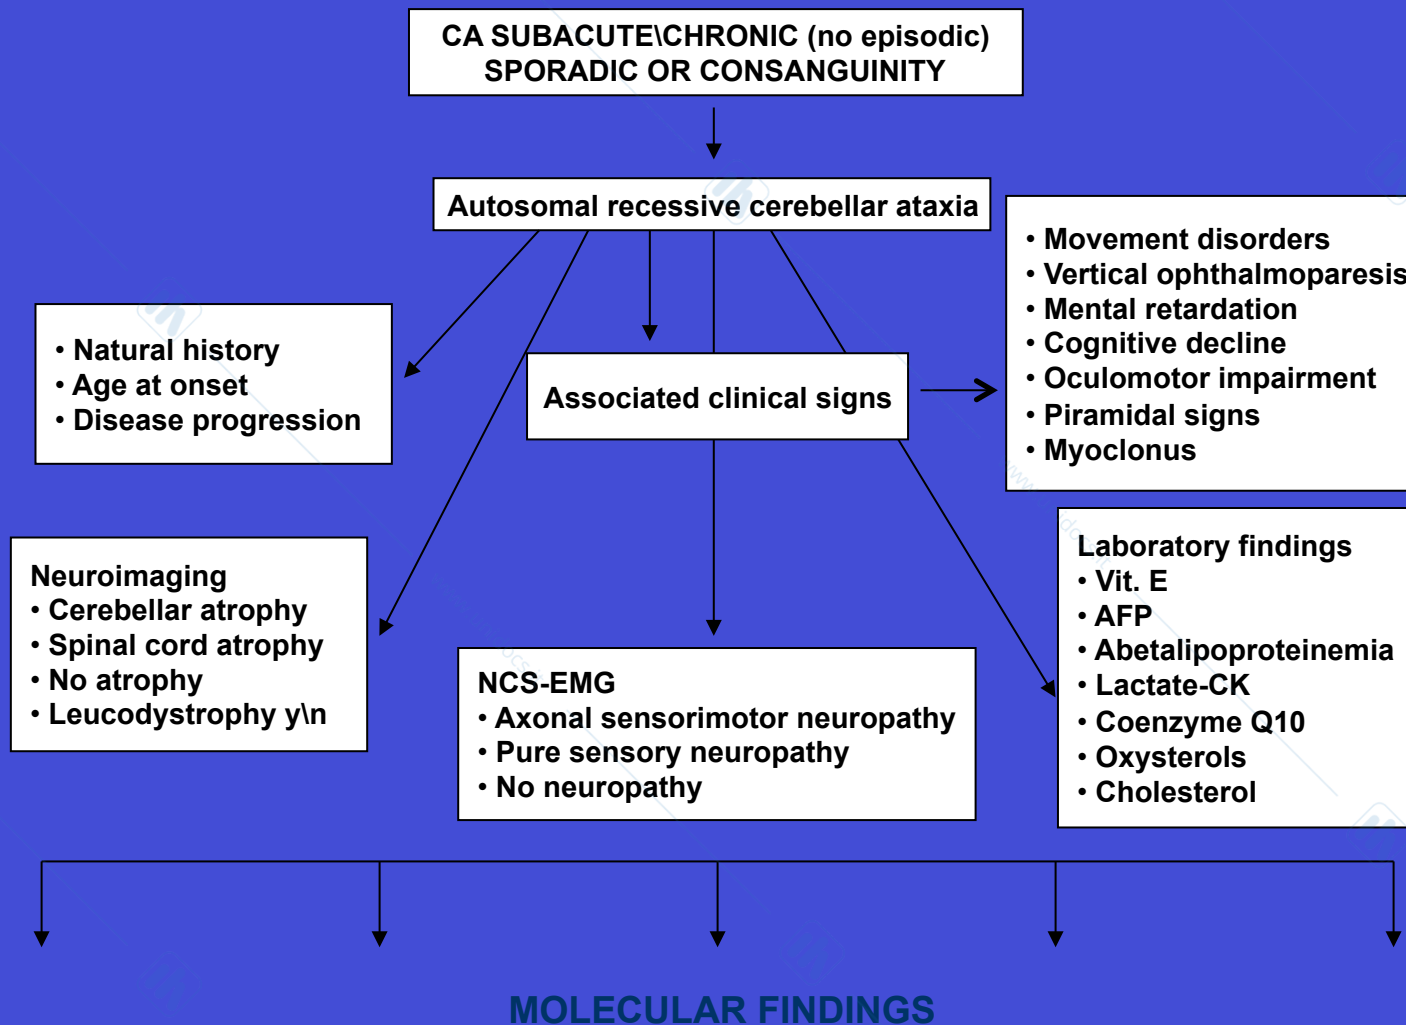 CA SUBACUTE\CHRONIC (no episodic)
SPORADIC OR CONSANGUINITY
Autosomal recessive cerebellar ataxia
• Natural history
• Age at onset
• Disease progression
Associated clinical signs
• Movement disorders
• Vertical ophthalmoparesis
• Mental retardation
• Cognitive decline
• Oculomotor impairment
• Piramidal signs
• Myoclonus
Neuroimaging
• Cerebellar atrophy
• Spinal cord atrophy
• No atrophy
• Leucodystrophy y\n
NCS-EMG
• Axonal sensorimotor neuropathy
• Pure sensory neuropathy
• No neuropathy
Laboratory findings
• Vit. E
• AFP
• Abetalipoproteinemia
• Lactate-CK
• Coenzyme Q10
• Oxysterols
• Cholesterol
MOLECULAR FINDINGS